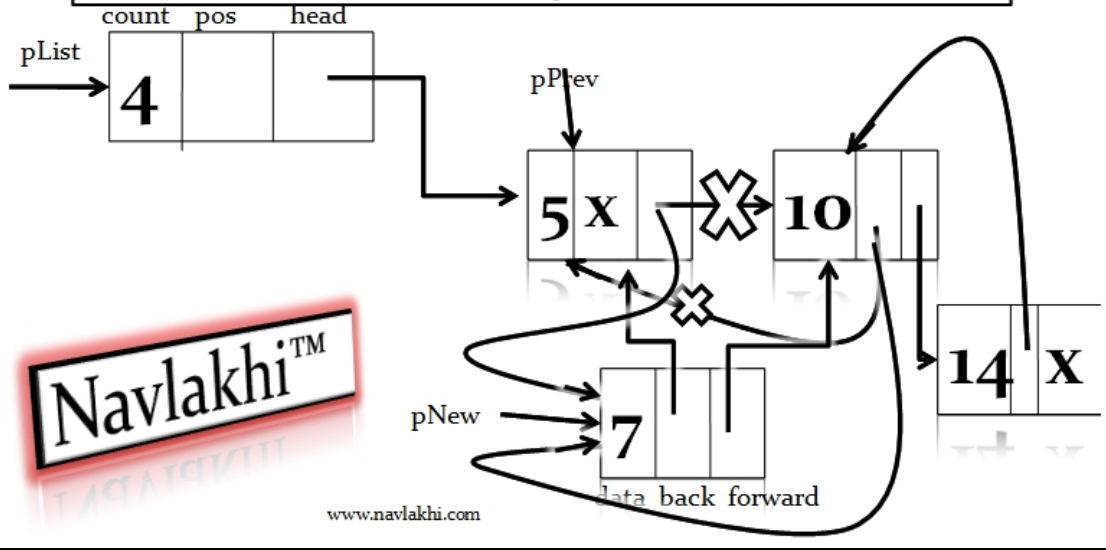 count pos head
pList
4
pPrev
5 x
10
14 x
Navlakhi™
pNew
7
data back forward
www.navlakhi.com